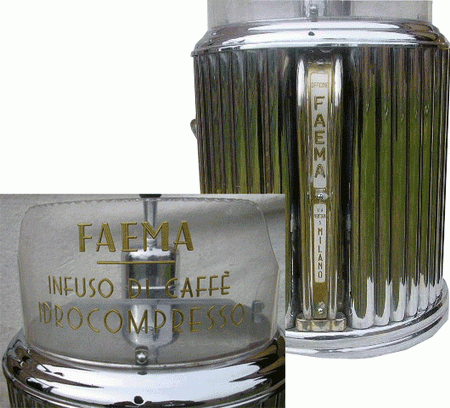 FAEMA
MILANO
FAEMA
INFUSO DI CAFFÈ
IDROCOMPRESSO